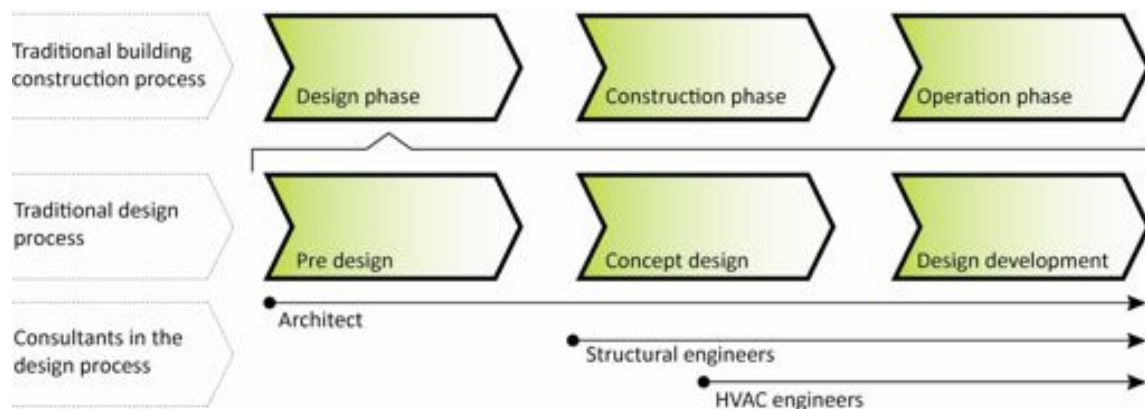 Traditional building
construction process
Design phase
Construction phase
Operation phase
Traditional design
process
Pre design
Concept design
Design development
Consultants in the
design process
Architect
Structural engineers
HVAC engineers